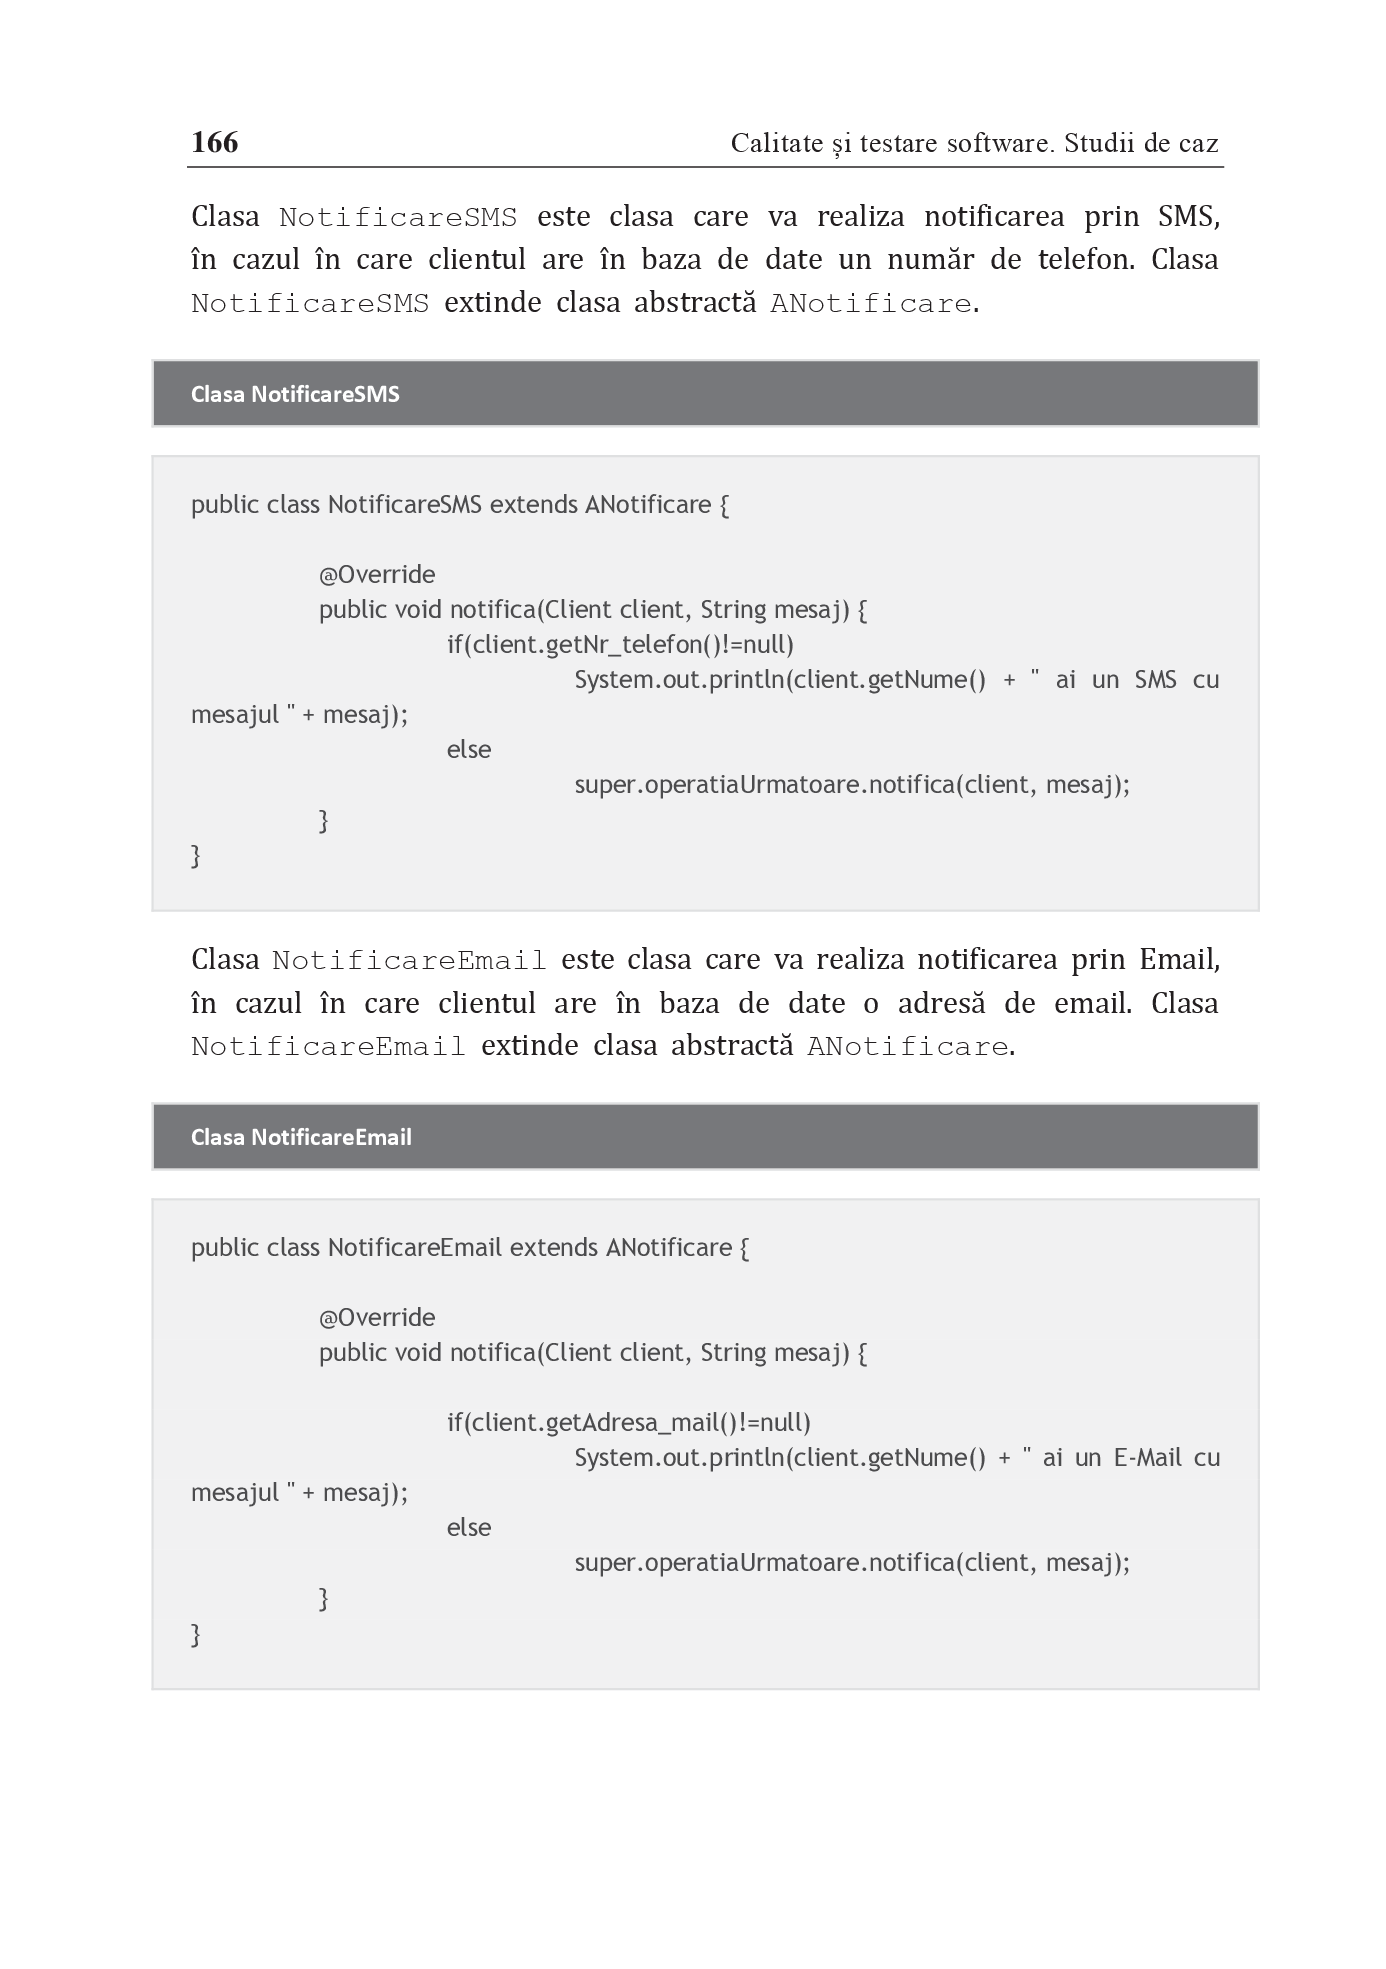 166 Calitate și testare software. Studii de caz
Clasa NotificareSMS este clasa care va realiza notificarea prin SMS,
în cazul în care clientul are în baza de date un număr de telefon. Clasa
NotificareSMS extinde clasa abstractă ANotificare.
Clasa NotificareSMS
public class NotificareSMS extends ANotificare {
@Override
public void notifica(Client client, String mesaj) {
if(client.getNr_telefon()!=null)
System.out.println(client.getNume() + " ai un SMS cu
mesajul " + mesaj);
else
super.operatiaUrmatoare.notifica(client, mesaj);
}
}
Clasa NotificareEmail este clasa care va realiza notificarea prin Email,
în cazul în care clientul are în baza de date o adresă de email. Clasa
NotificareEmail extinde clasa abstractă ANotificare.
Clasa NotificareEmail
public class NotificareEmail extends ANotificare {
@Override
public void notifica(Client client, String mesaj) {
if(client.getAdresa_mail()!=null)
System.out.println(client.getNume() + " ai un E-Mail cu
mesajul " + mesaj);
else
super.operatiaUrmatoare.notifica(client, mesaj);
}
}